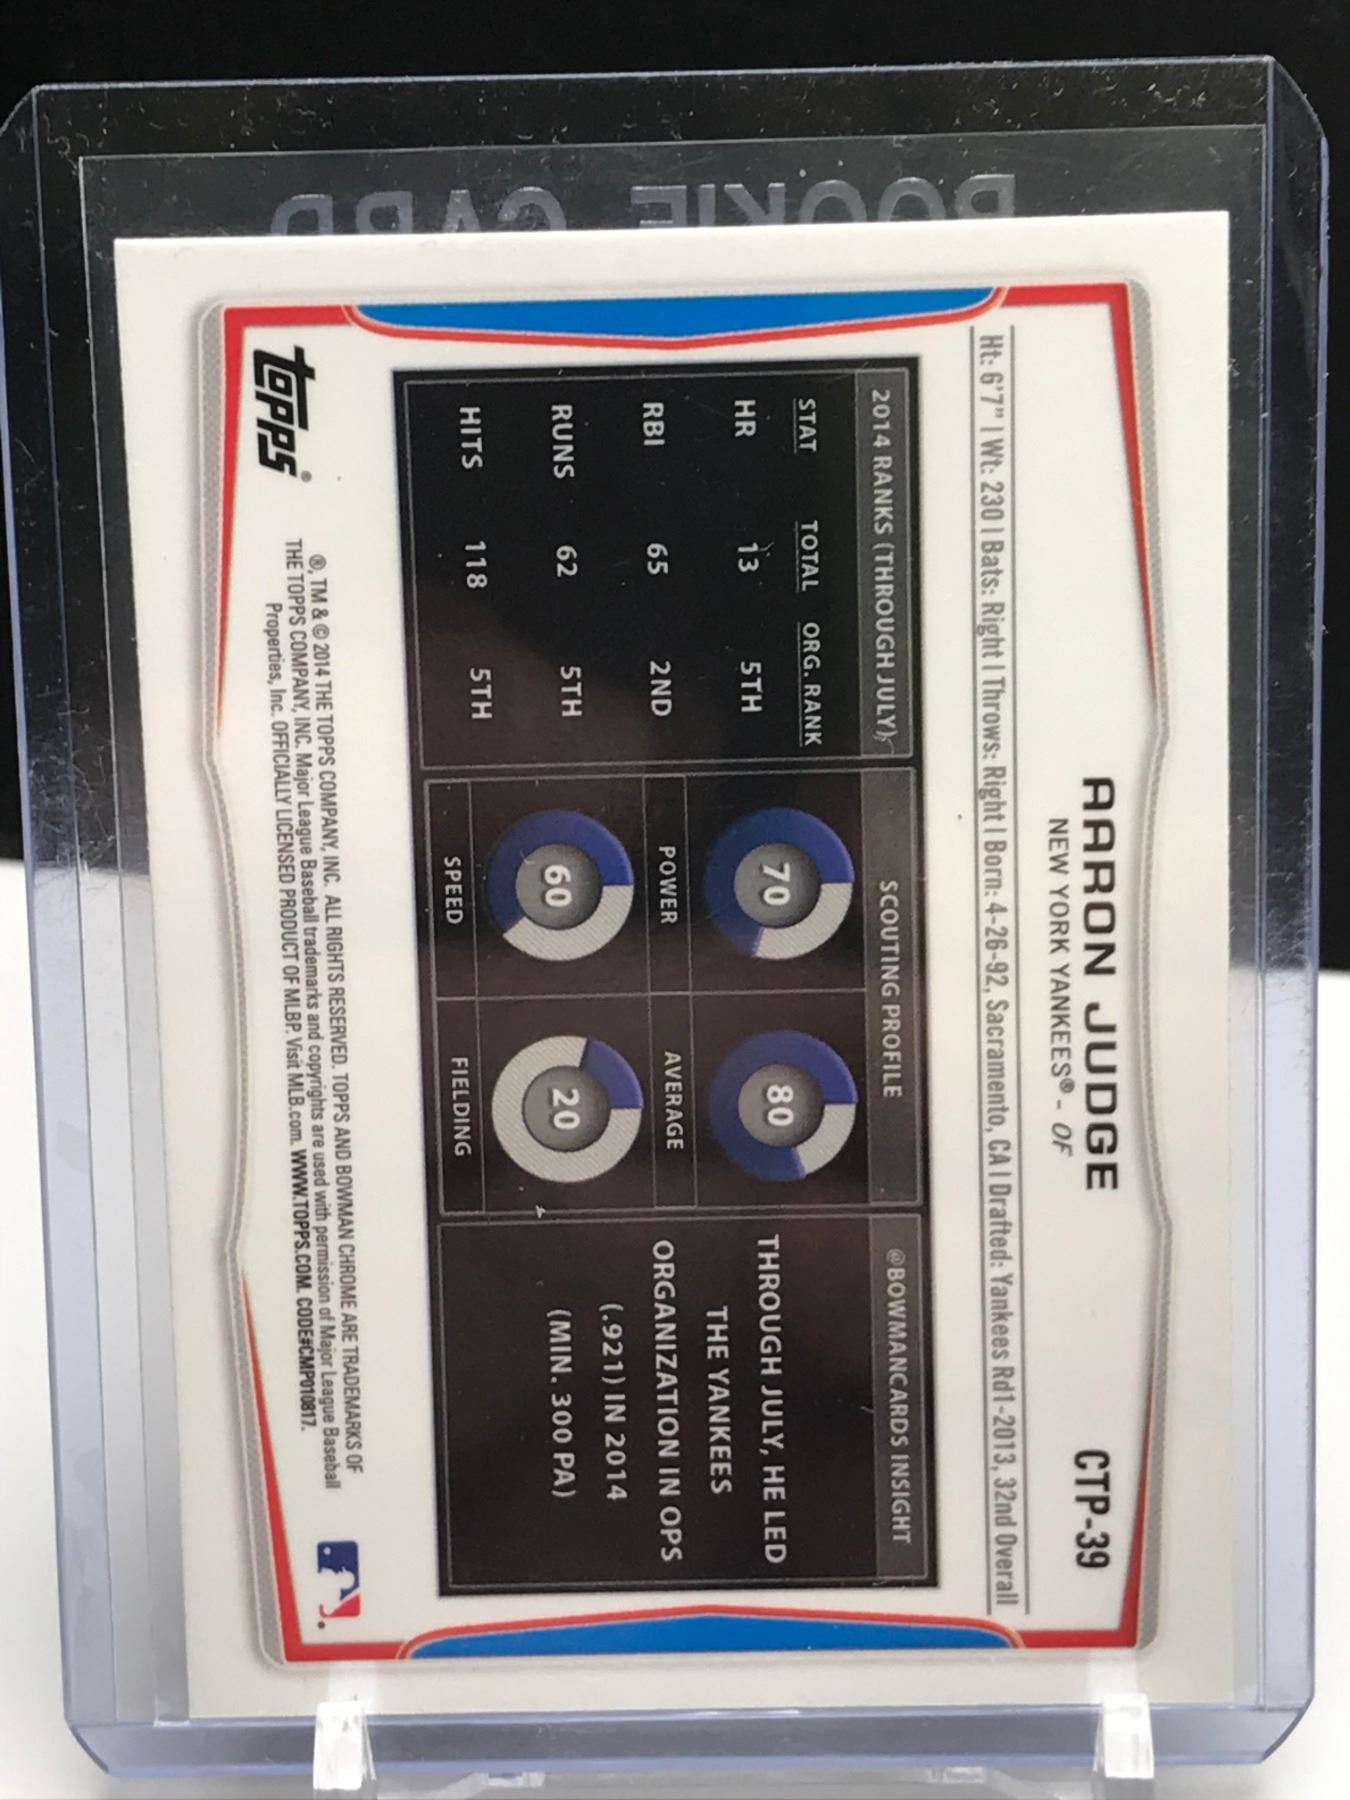 ROOKIE CARD
AARON JUDGE
CTP-39
NEW YORK YANKEES® - OF
Ht: 6'7" | Wt: 230 | Bats: Right | Throws: Right | Born: 4-26-92, Sacramento, CA | Drafted: Yankees Rd1-2013, 32nd Overall
2014 RANKS (THROUGH JULY)
STAT TOTAL ORG. RANK
HR 13 5TH
RBI 65 2ND
RUNS 62 5TH
HITS 118 5TH
SCOUTING PROFILE
70 80
POWER AVERAGE
60 20
SPEED FIELDING
@BOWMANCARDS INSIGHT
THROUGH JULY, HE LED
THE YANKEES
ORGANIZATION IN OPS
(.921) IN 2014
(MIN. 300 PA)
topps®
®, TM & © 2014 THE TOPPS COMPANY, INC. ALL RIGHTS RESERVED. TOPPS AND BOWMAN CHROME ARE TRADEMARKS OF
THE TOPPS COMPANY, INC. Major League Baseball trademarks and copyrights are used with permission of Major League Baseball
Properties, Inc. OFFICIALLY LICENSED PRODUCT OF MLBP. Visit MLB.com. WWW.TOPPS.COM. CODE#CMP010817.